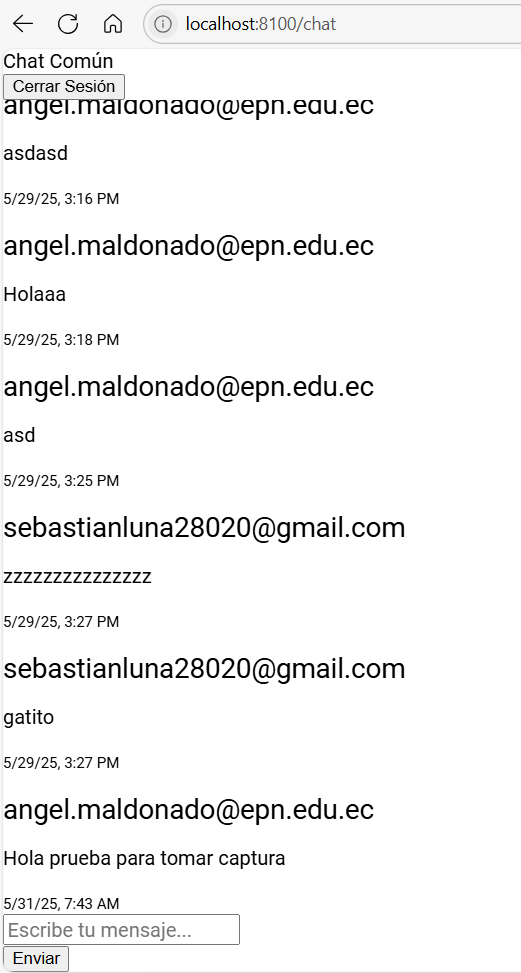 localhost:8100/chat
Chat Común
Cerrar Sesión
angel.maldonado@epn.edu.ec
asdasd
5/29/25, 3:16 PM
angel.maldonado@epn.edu.ec
Holaaa
5/29/25, 3:18 PM
angel.maldonado@epn.edu.ec
asd
5/29/25, 3:25 PM
sebastianluna28020@gmail.com
zzzzzzzzzzzzzzz
5/29/25, 3:27 PM
sebastianluna28020@gmail.com
gatito
5/29/25, 3:27 PM
angel.maldonado@epn.edu.ec
Hola prueba para tomar captura
5/31/25, 7:43 AM
Escribe tu mensaje...
Enviar